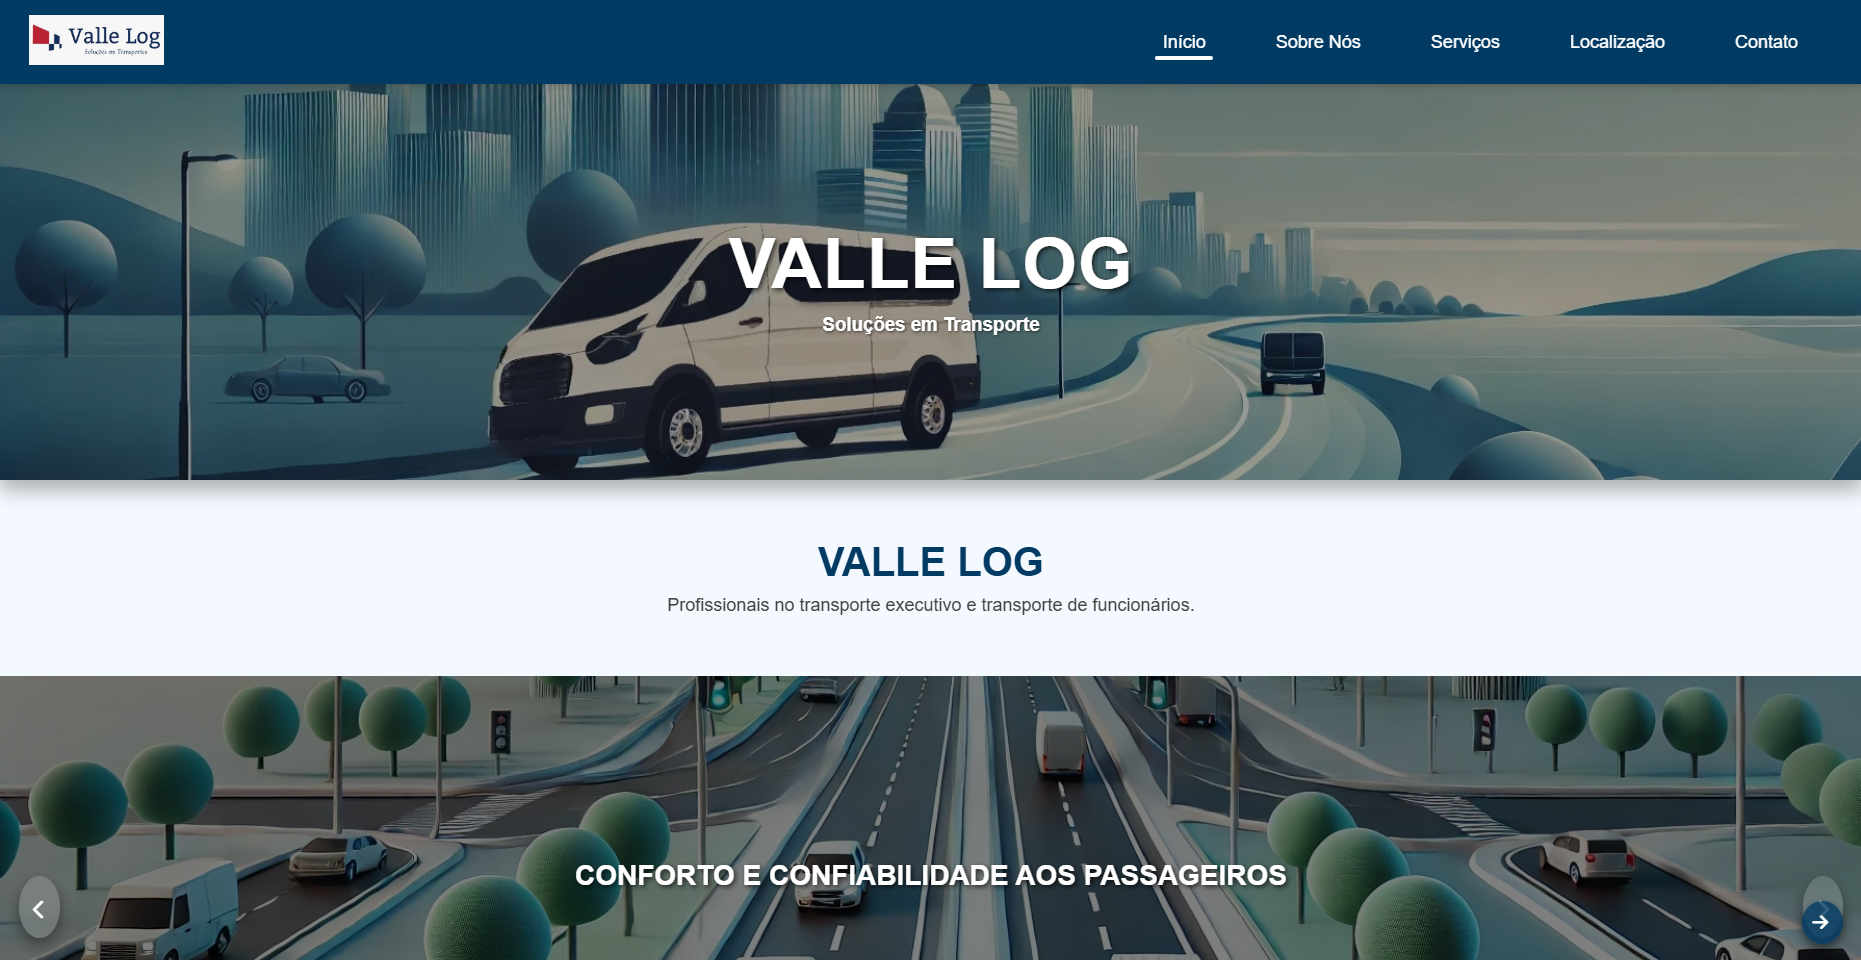 Valle Log
Soluções em Transportes
Início
Sobre Nós
Serviços
Localização
Contato
VALLE LOG
Soluções em Transporte
VALLE LOG
Profissionais no transporte executivo e transporte de funcionários.
CONFORTO E CONFIABILIDADE AOS PASSAGEIROS